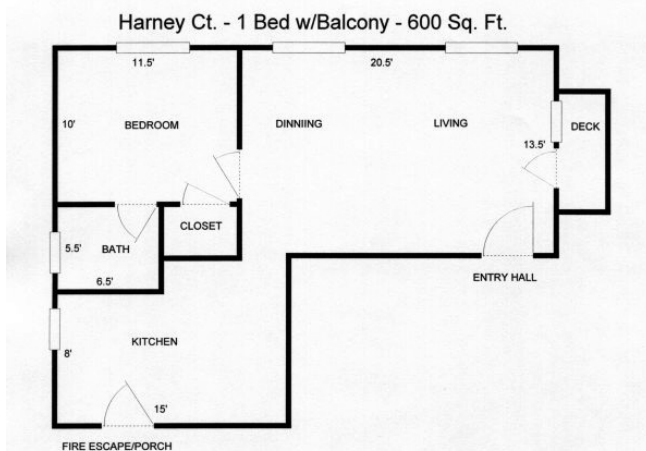 Harney Ct. - 1 Bed w/Balcony - 600 Sq. Ft.
11.5'
20.5'
10'
BEDROOM
DINNIING
LIVING
DECK
13.5'
CLOSET
5.5'
BATH
6.5'
ENTRY HALL
KITCHEN
8'
15'
FIRE ESCAPE/PORCH